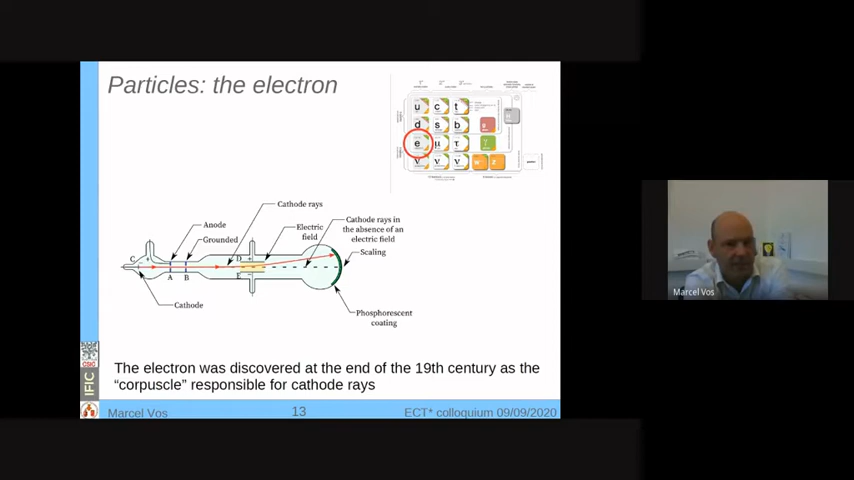 Particles: the electron
u c t
d s b g
e μ τ γ
ν ν ν W Z
Cathode rays
Anode
Grounded
Electric
field
Cathode rays in
the absence of an
electric field
Scaling
C
D
E
A B
Cathode
Phosphorescent
coating
The electron was discovered at the end of the 19th century as the
“corpuscle” responsible for cathode rays
CSIC
IFIC
Marcel Vos 13 ECT* colloquium 09/09/2020
Marcel Vos